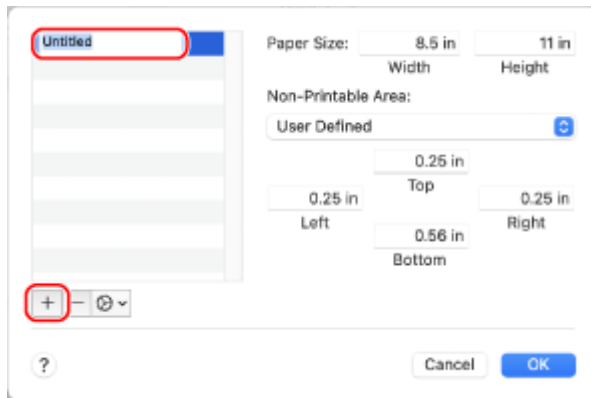 Untitled
Paper Size: 8.5 in 11 in
Width Height
Non-Printable Area:
User Defined
0.25 in
Top
0.25 in 0.25 in
Left Right
0.56 in
Bottom
+ −
? Cancel OK